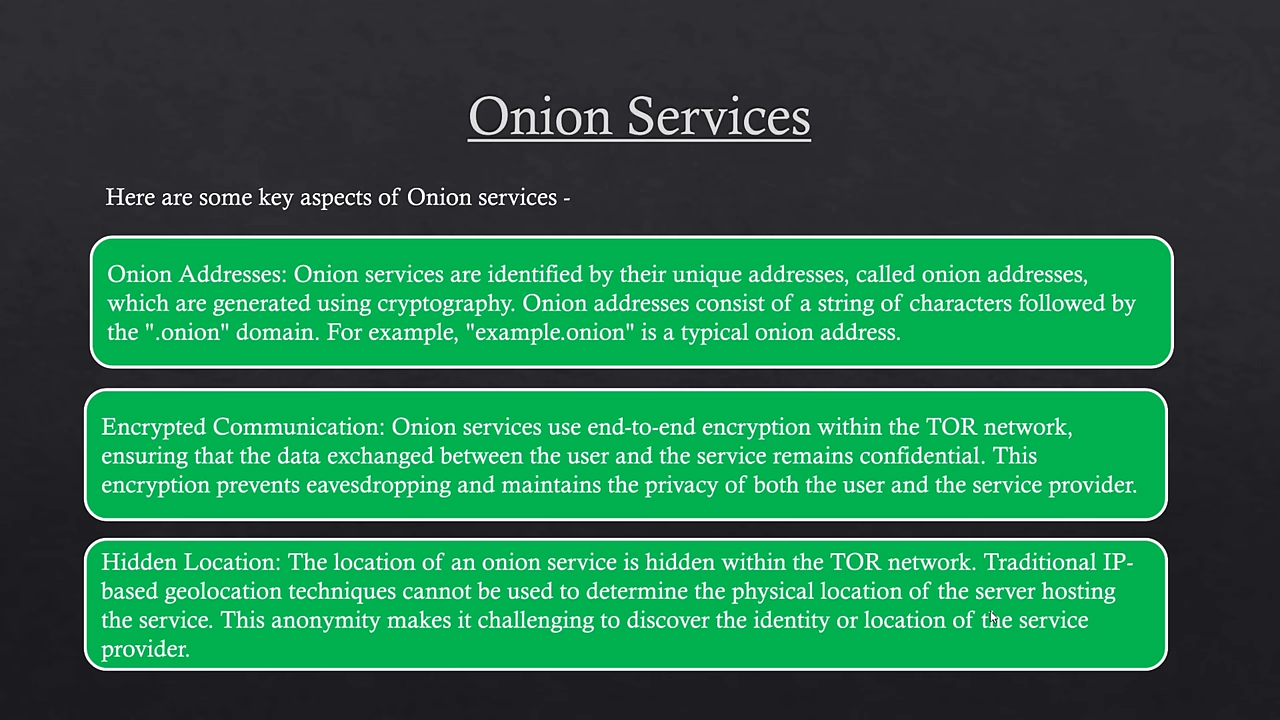 Onion Services
Here are some key aspects of Onion services -
Onion Addresses: Onion services are identified by their unique addresses, called onion addresses,
which are generated using cryptography. Onion addresses consist of a string of characters followed by
the ".onion" domain. For example, "example.onion" is a typical onion address.
Encrypted Communication: Onion services use end-to-end encryption within the TOR network,
ensuring that the data exchanged between the user and the service remains confidential. This
encryption prevents eavesdropping and maintains the privacy of both the user and the service provider.
Hidden Location: The location of an onion service is hidden within the TOR network. Traditional IP-
based geolocation techniques cannot be used to determine the physical location of the server hosting
the service. This anonymity makes it challenging to discover the identity or location of the service
provider.